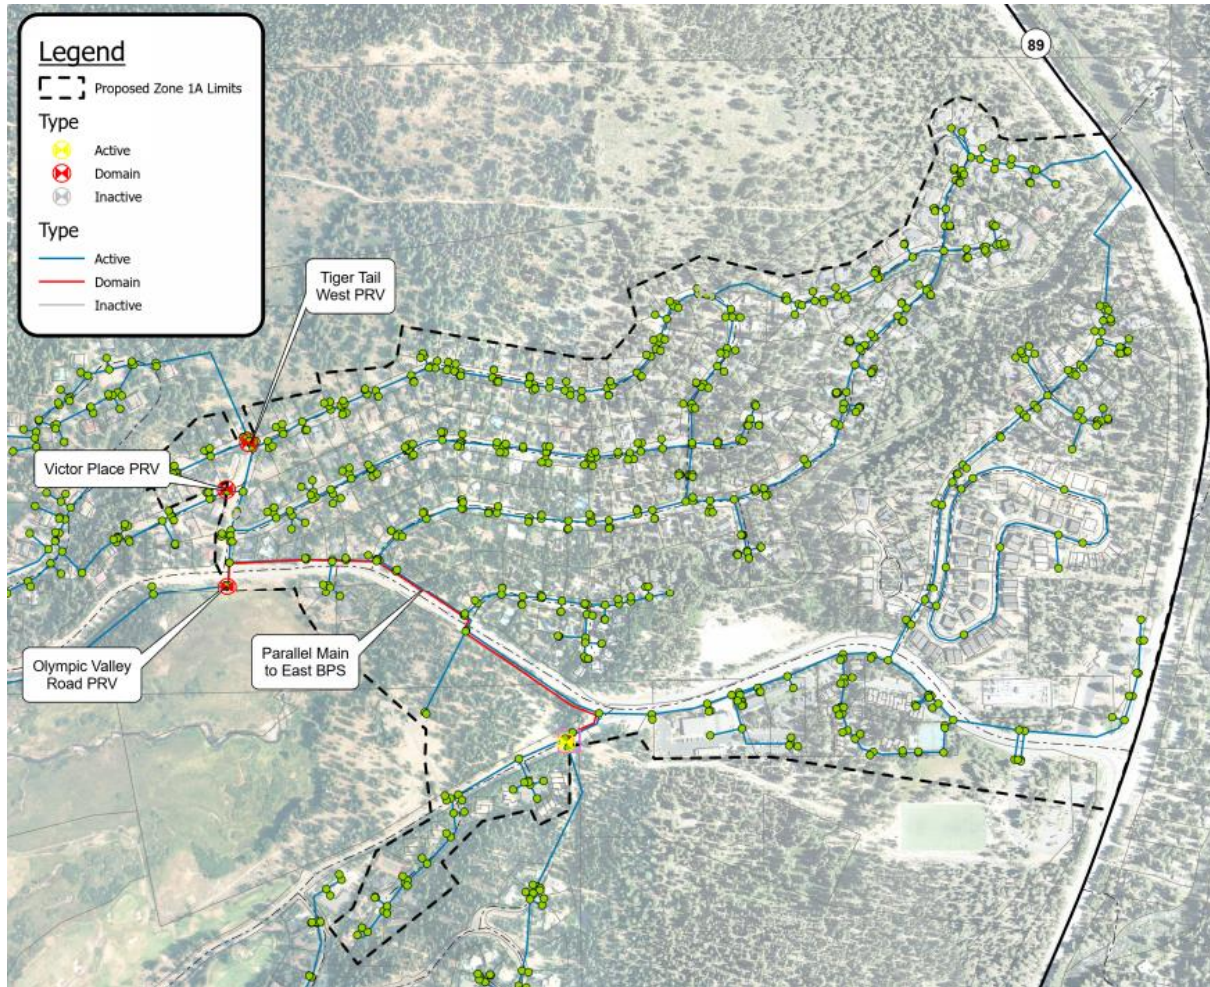 Legend
Proposed Zone 1A Limits
Type
Active
Domain
Inactive
Type
Active
Domain
Inactive
89
Tiger Tail
West PRV
Victor Place PRV
Olympic Valley
Road PRV
Parallel Main
to East BPS